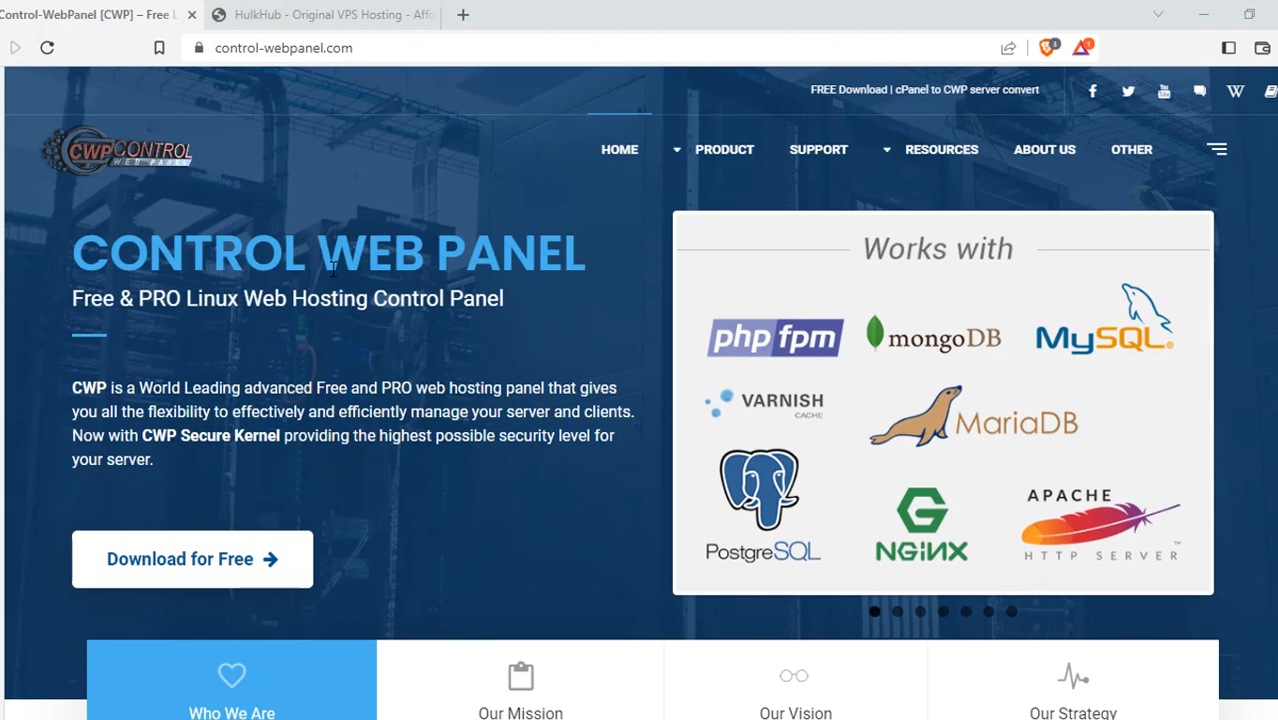 Control-WebPanel [CWP] – Free L
HulkHub - Original VPS Hosting - Affo
control-webpanel.com
1
1
FREE Download | cPanel to CWP server convert
CWP CONTROL
WEB PANEL
HOME PRODUCT SUPPORT RESOURCES ABOUT US OTHER
CONTROL WEB PANEL
Free & PRO Linux Web Hosting Control Panel
CWP is a World Leading advanced Free and PRO web hosting panel that gives
you all the flexibility to effectively and efficiently manage your server and clients.
Now with CWP Secure Kernel providing the highest possible security level for
your server.
Download for Free
Works with
php fpm
mongoDB
MySQL®
VARNISH
CACHE
MariaDB
PostgreSQL
NGiNX
APACHE
HTTP SERVER
™
Who We Are
Our Mission
Our Vision
Our Strategy